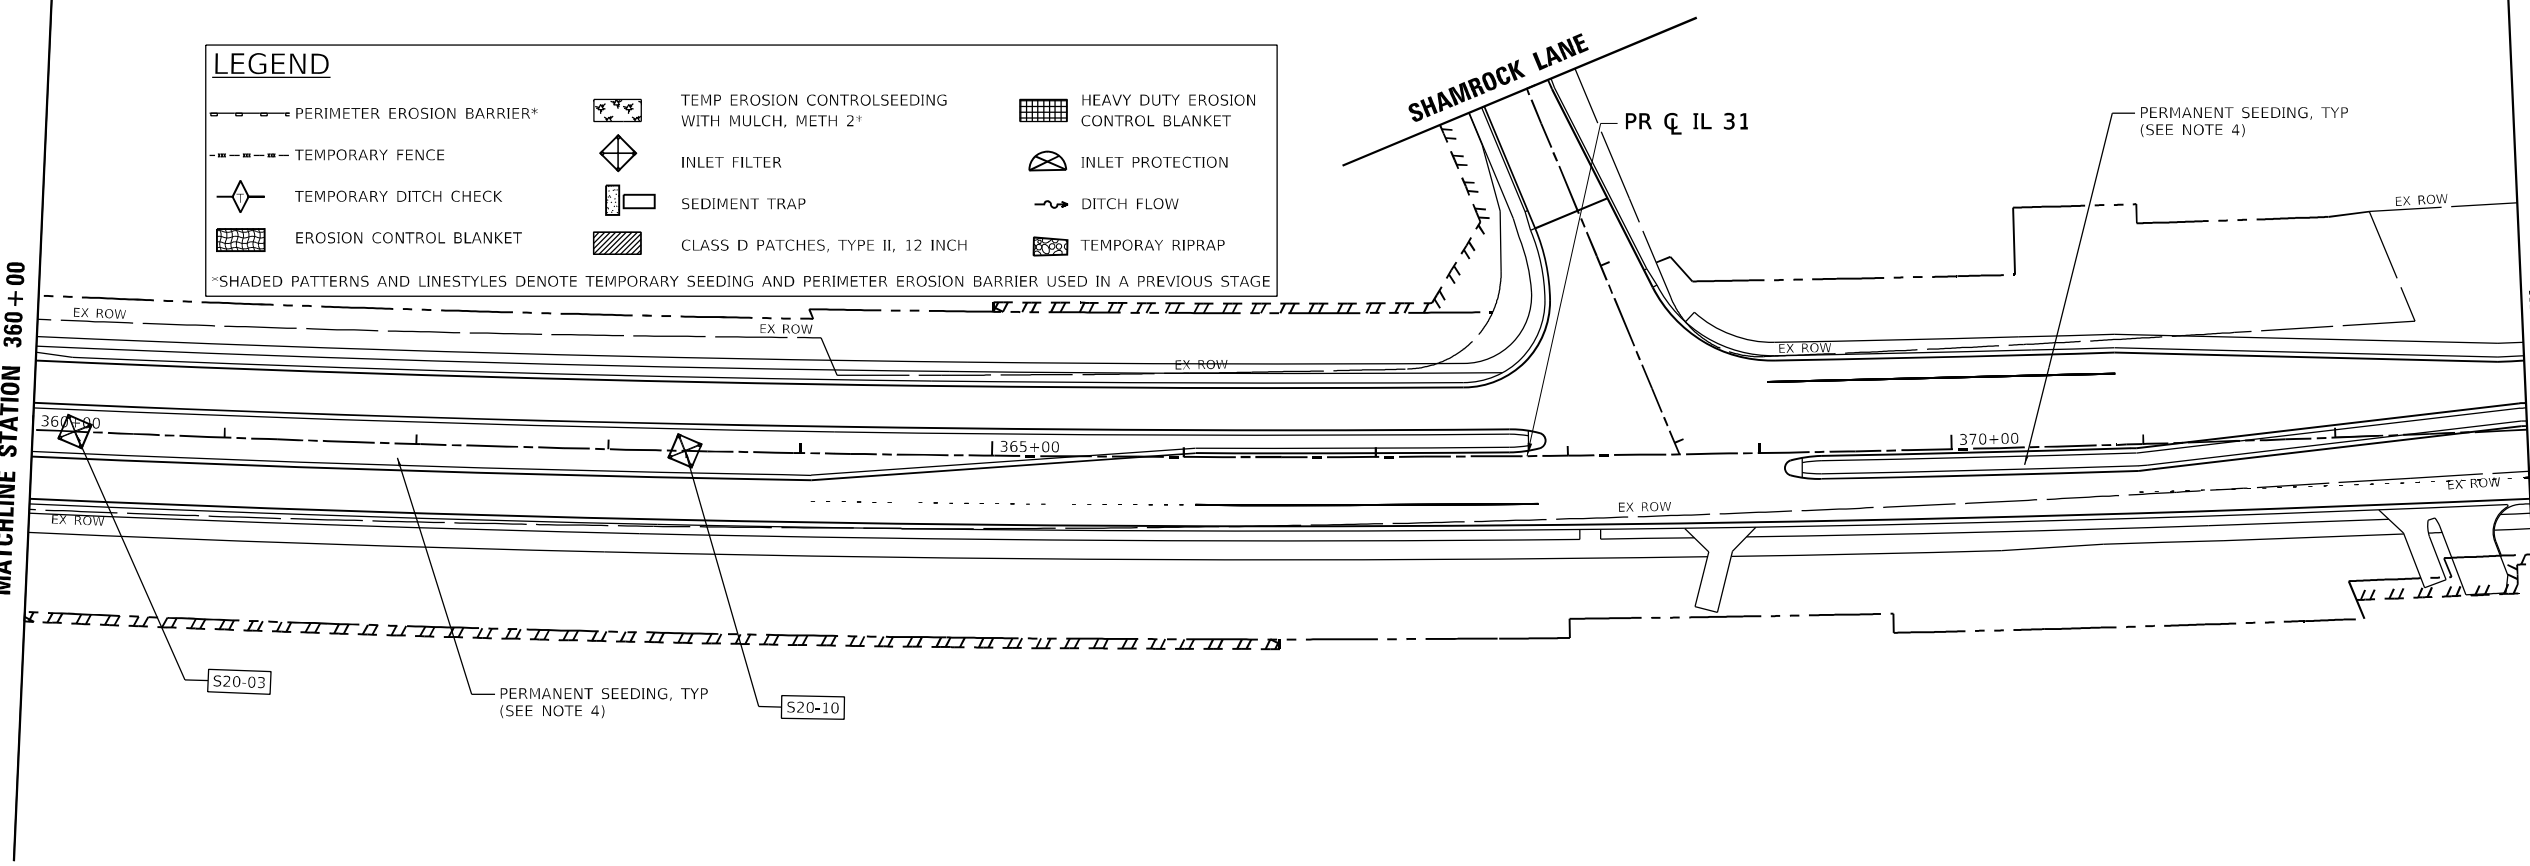 LEGEND
PERIMETER EROSION BARRIER*
TEMPORARY FENCE
T
TEMPORARY DITCH CHECK
EROSION CONTROL BLANKET
TEMP EROSION CONTROLSEEDING
WITH MULCH, METH 2*
INLET FILTER
SEDIMENT TRAP
CLASS D PATCHES, TYPE II, 12 INCH
HEAVY DUTY EROSION
CONTROL BLANKET
INLET PROTECTION
DITCH FLOW
TEMPORAY RIPRAP
*SHADED PATTERNS AND LINESTYLES DENOTE TEMPORARY SEEDING AND PERIMETER EROSION BARRIER USED IN A PREVIOUS STAGE
SHAMROCK LANE
PR ℄ IL 31
PERMANENT SEEDING, TYP
(SEE NOTE 4)
EX ROW
MATCHLINE STATION 360+00
EX ROW
EX ROW
EX ROW
EX ROW
360+00
365+00
370+00
EX ROW
EX ROW
EX ROW
S20-03
PERMANENT SEEDING, TYP
(SEE NOTE 4)
S20-10